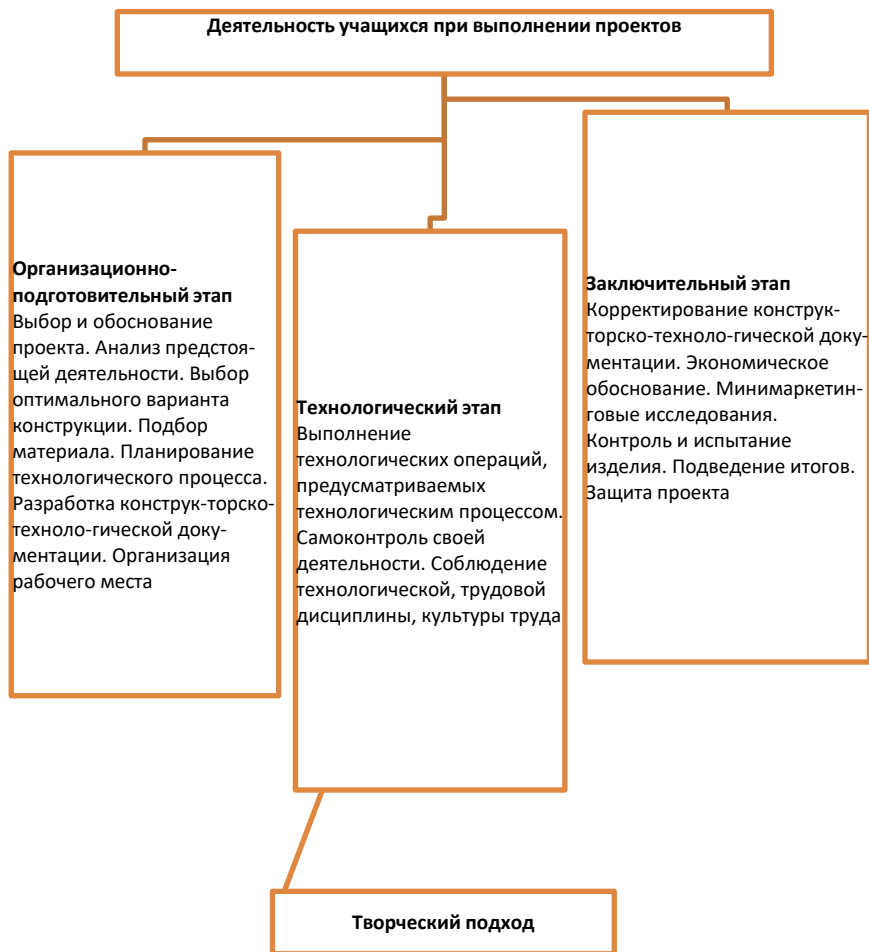 Деятельность учащихся при выполнении проектов
Организационно-
подготовительный этап
Выбор и обоснование
проекта. Анализ предстоя-
щей деятельности. Выбор
оптимального варианта
конструкции. Подбор
материала. Планирование
технологического процесса.
Разработка конструк-торско-
техноло-гической доку-
ментации. Организация
рабочего места
Технологический этап
Выполнение
технологических операций,
предусматриваемых
технологическим процессом.
Самоконтроль своей
деятельности. Соблюдение
технологической, трудовой
дисциплины, культуры труда
Заключительный этап
Корректирование конструк-
торско-техноло-гической доку-
ментации. Экономическое
обоснование. Минимаркетин-
говые исследования.
Контроль и испытание
изделия. Подведение итогов.
Защита проекта
Творческий подход